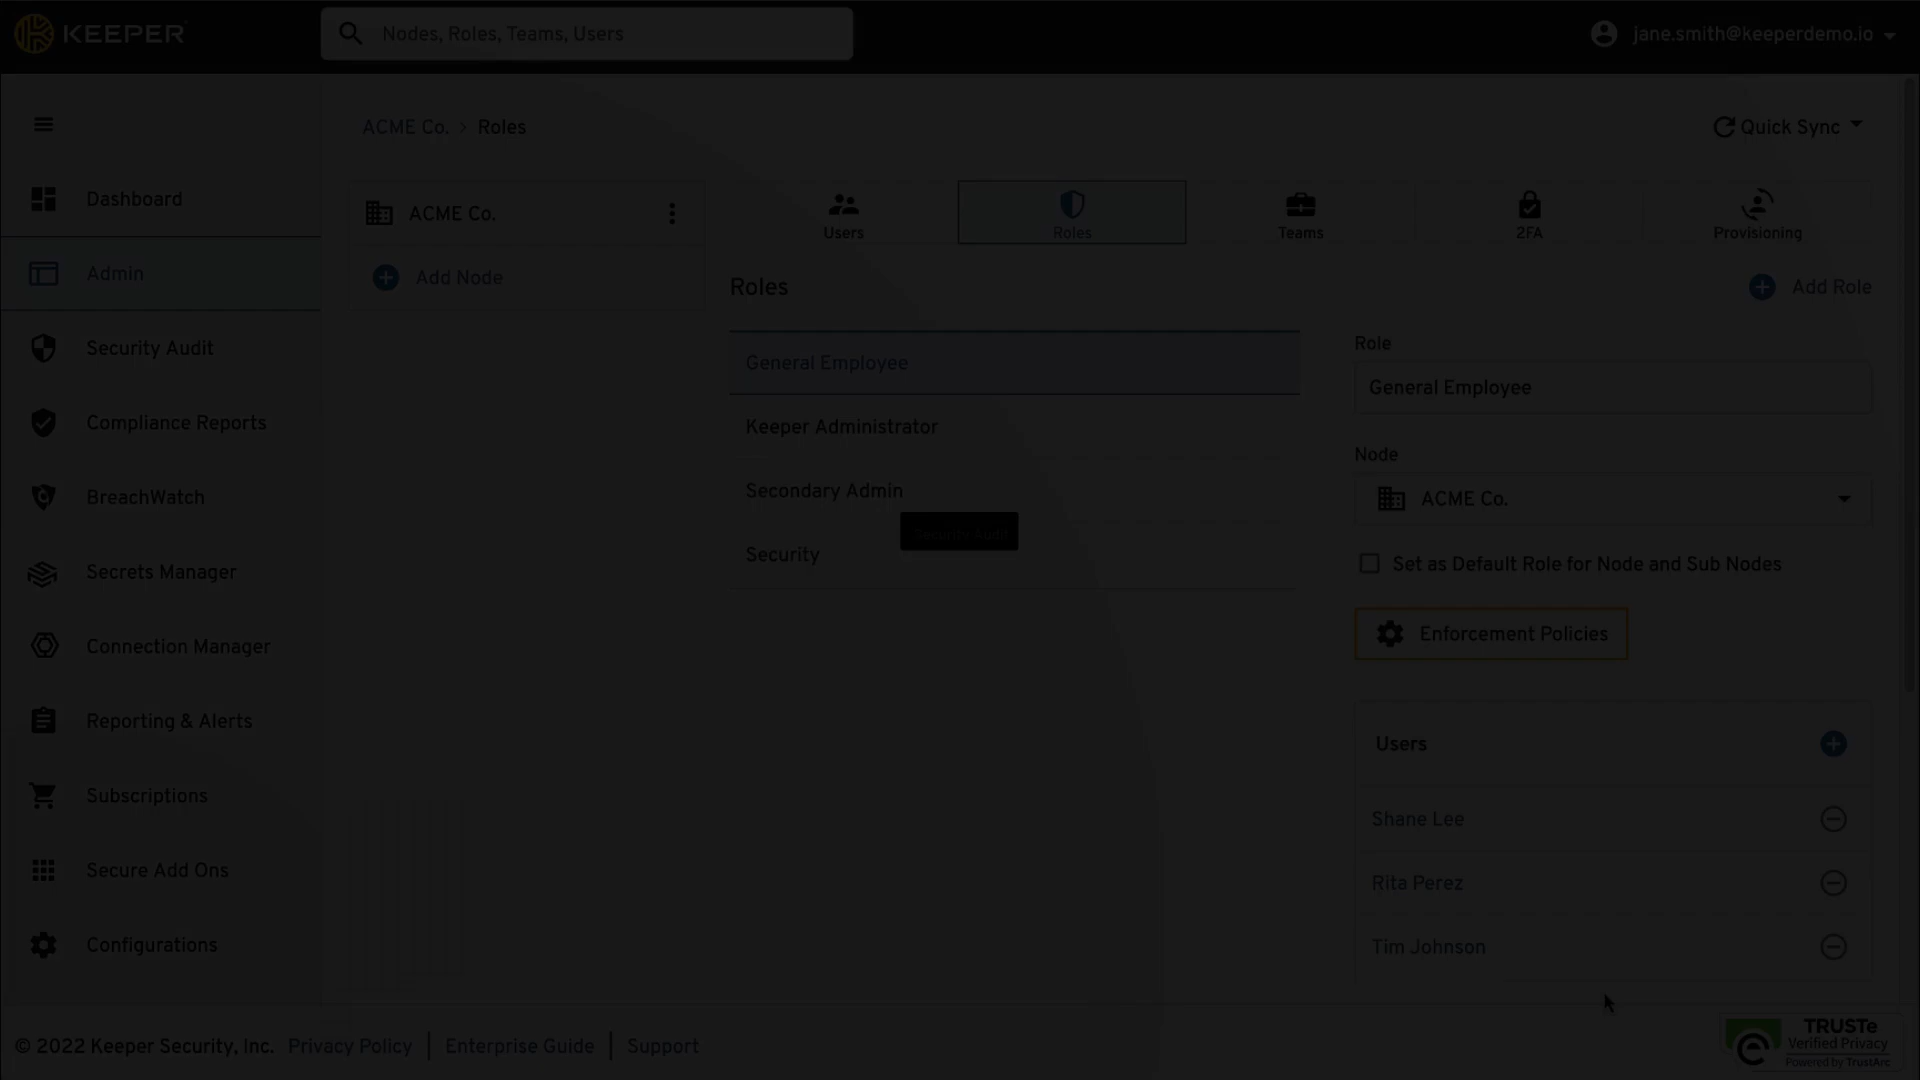 KEEPER
Nodes, Roles, Teams, Users
jane.smith@keeperdemo.io
ACME Co. > Roles
Quick Sync
Dashboard
Admin
Security Audit
Compliance Reports
BreachWatch
Secrets Manager
Connection Manager
Reporting & Alerts
Subscriptions
Secure Add Ons
Configurations
ACME Co.
Add Node
Users
Roles
Teams
2FA
Provisioning
Roles
Add Role
General Employee
Keeper Administrator
Secondary Admin
Security
Security Audit
Role
General Employee
Node
ACME Co.
Set as Default Role for Node and Sub Nodes
Enforcement Policies
Users
Shane Lee
Rita Perez
Tim Johnson
© 2022 Keeper Security, Inc. Privacy Policy | Enterprise Guide | Support
TRUSTe
Verified Privacy
Powered by TrustArc